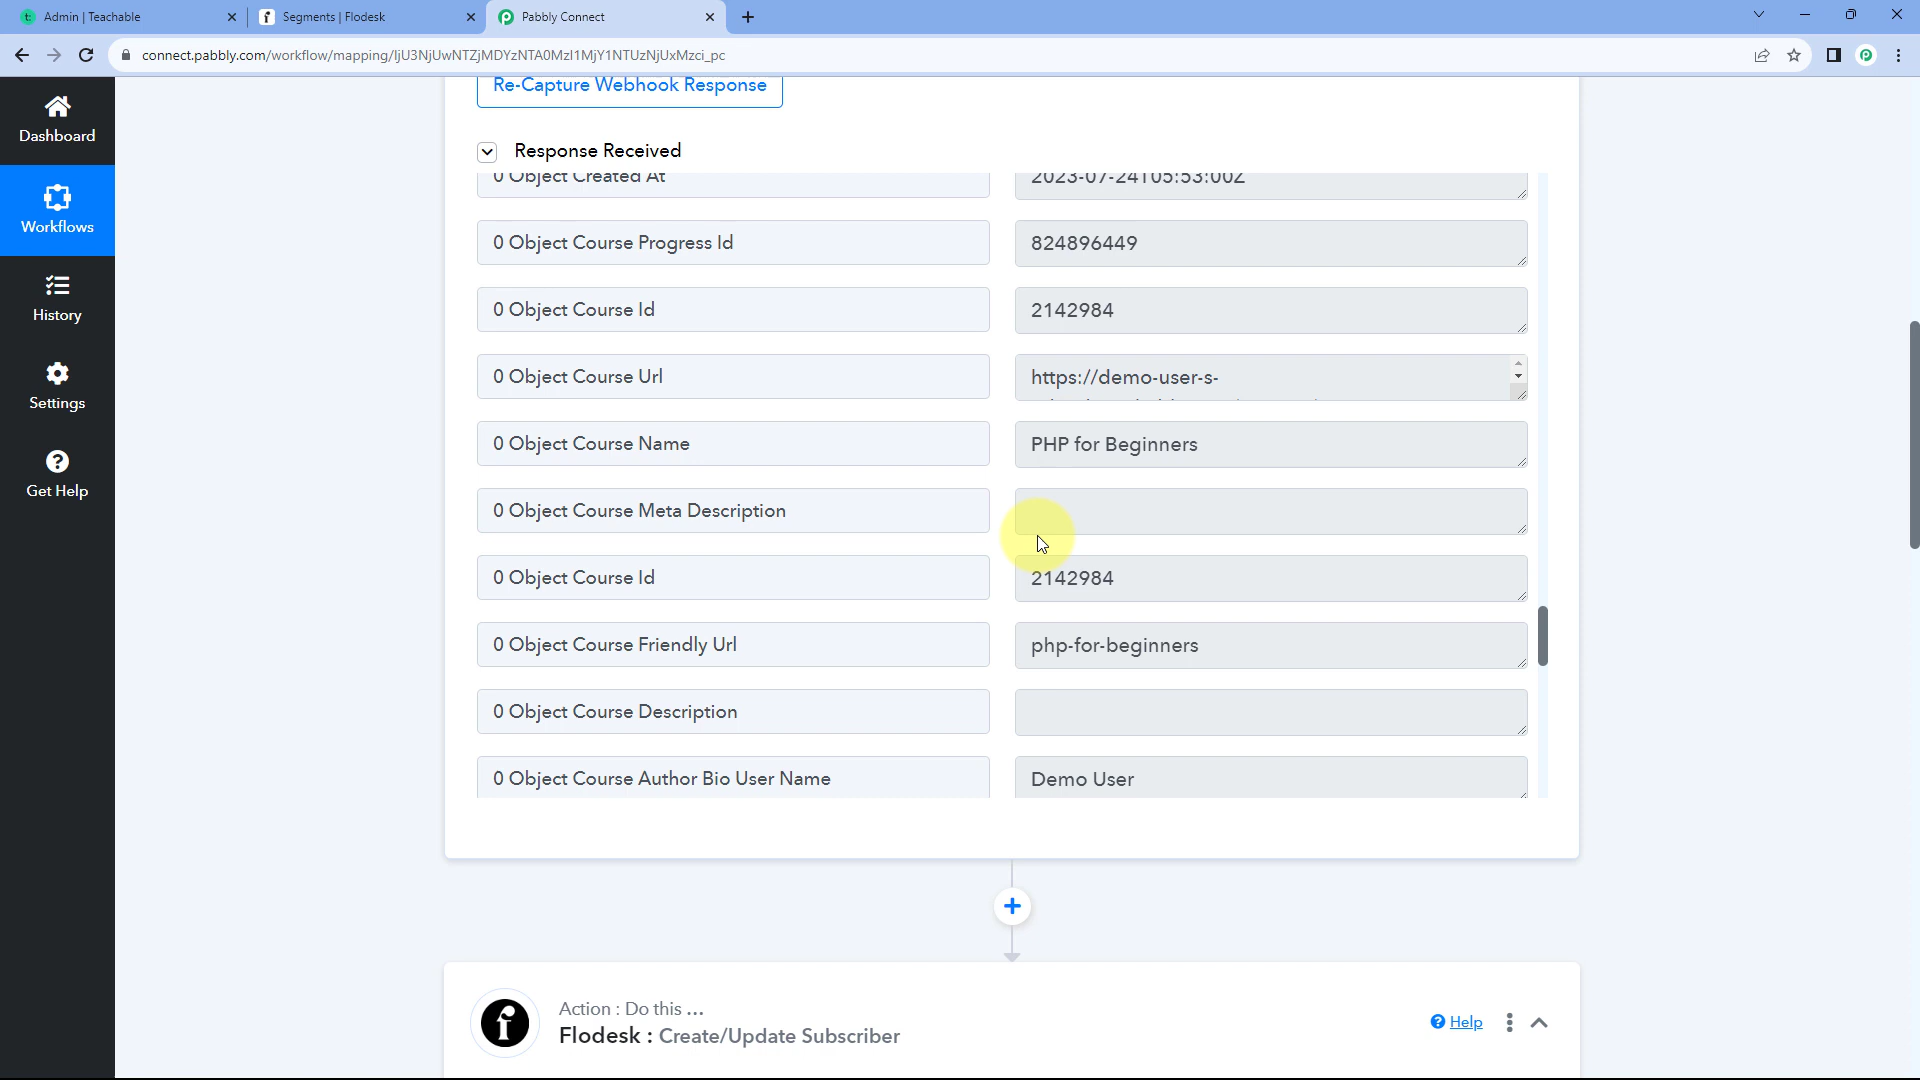 Admin | Teachable
Segments | Flodesk
Pabbly Connect
connect.pabbly.com/workflow/mapping/IjU3NjUwNTZjMDYzNTA0MzI1MjY1NTUzNjUxMzci_pc
Dashboard
Workflows
History
Settings
Get Help
Re-Capture Webhook Response
Response Received
0 Object Created At
2023-07-24T05:53:00Z
0 Object Course Progress Id
824896449
0 Object Course Id
2142984
0 Object Course Url
https://demo-user-s-
0 Object Course Name
PHP for Beginners
0 Object Course Meta Description
0 Object Course Id
2142984
0 Object Course Friendly Url
php-for-beginners
0 Object Course Description
0 Object Course Author Bio User Name
Demo User
Action : Do this ...
Flodesk : Create/Update Subscriber
Help